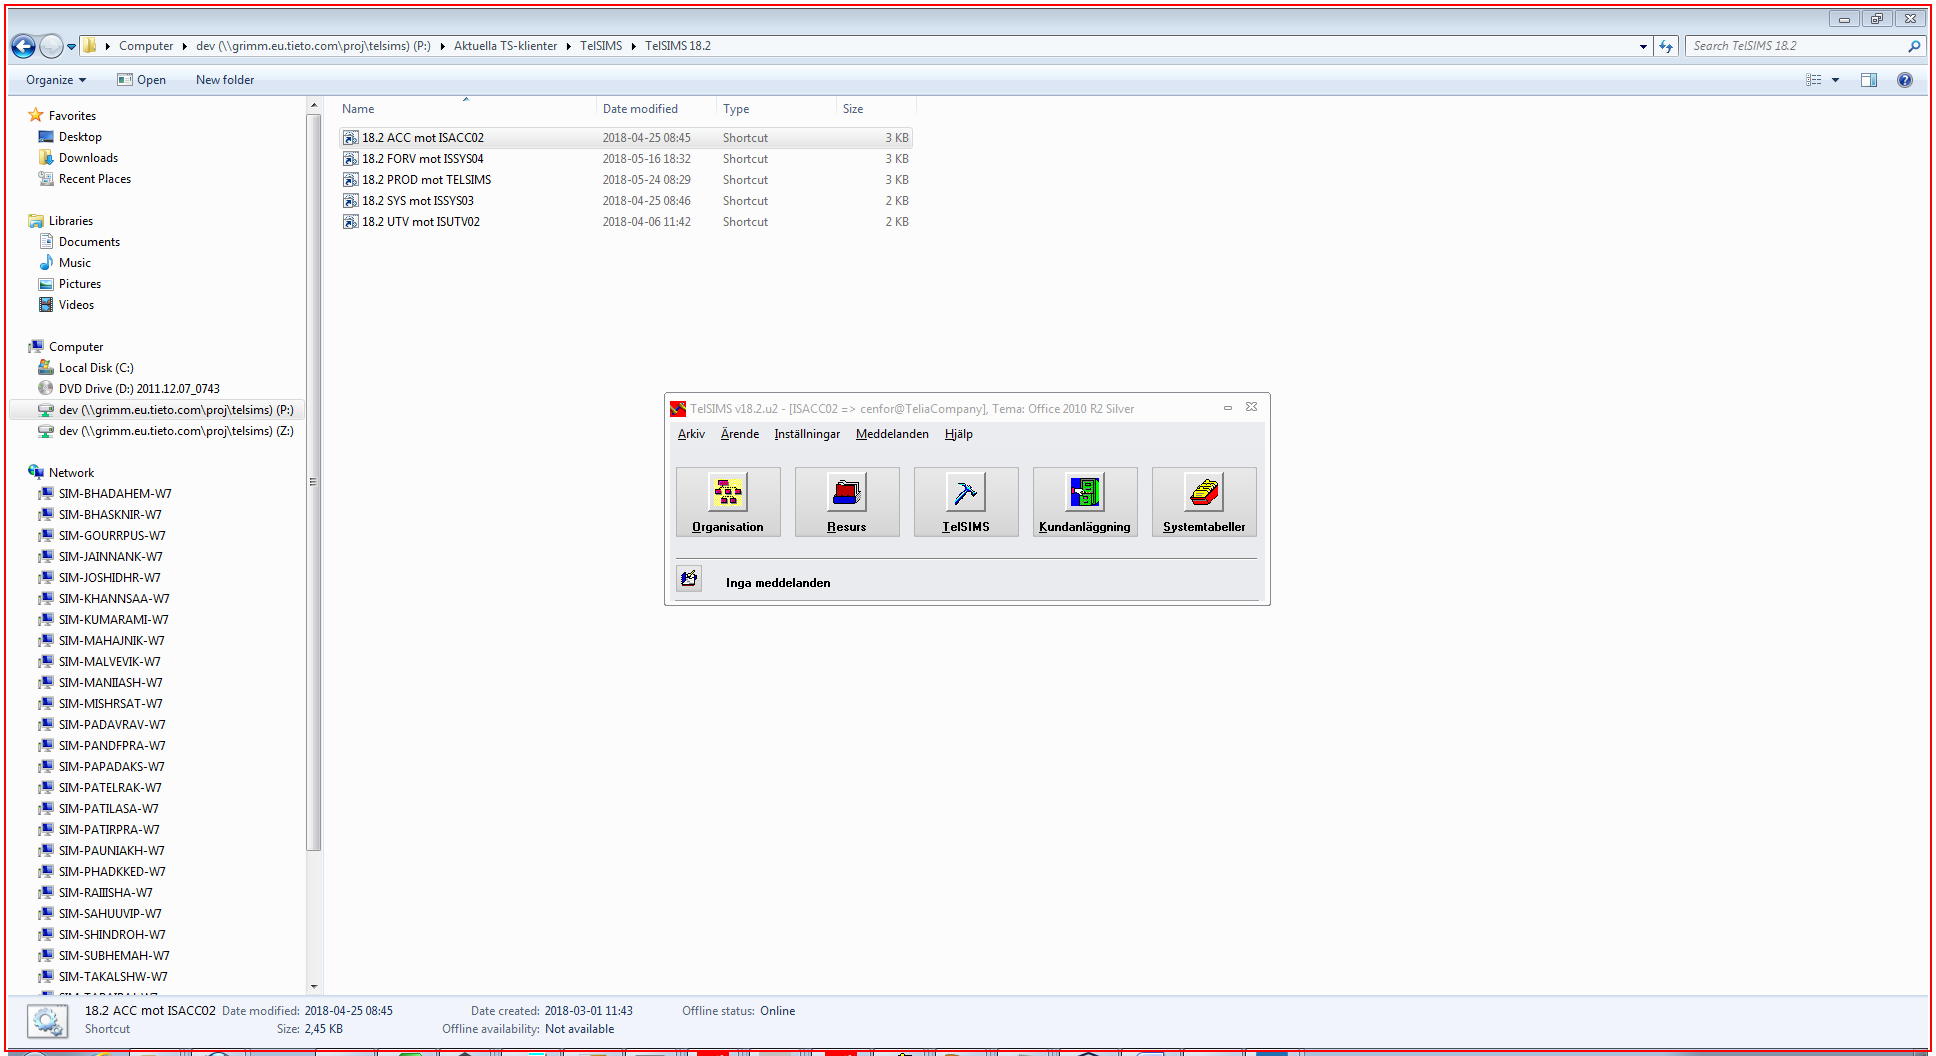 Computer dev (\\grimm.eu.tieto.com\proj\telsims) (P:) Aktuella TS-klienter TelSIMS TelSIMS 18.2
Search TelSIMS 18.2
Organize Open New folder
Favorites
Desktop
Downloads
Recent Places
Libraries
Documents
Music
Pictures
Videos
Computer
Local Disk (C:)
DVD Drive (D:) 2011.12.07_0743
dev (\\grimm.eu.tieto.com\proj\telsims) (P:)
dev (\\grimm.eu.tieto.com\proj\telsims) (Z:)
Network
SIM-BHADAHEM-W7
SIM-BHASKNIR-W7
SIM-GOURRPUS-W7
SIM-JAINNANK-W7
SIM-JOSHIDHR-W7
SIM-KHANNSAA-W7
SIM-KUMARAMI-W7
SIM-MAHAJNIK-W7
SIM-MALVEVIK-W7
SIM-MANIIASH-W7
SIM-MISHRSAT-W7
SIM-PADAVRAV-W7
SIM-PANDFPRA-W7
SIM-PAPADAKS-W7
SIM-PATELRAK-W7
SIM-PATILASA-W7
SIM-PATIRPRA-W7
SIM-PAUNIAKH-W7
SIM-PHADKKED-W7
SIM-RAIIISHA-W7
SIM-SAHUUVIP-W7
SIM-SHINDROH-W7
SIM-SUBHEMAH-W7
SIM-TAKALSHW-W7
Name Date modified Type Size
18.2 ACC mot ISACC02 2018-04-25 08:45 Shortcut 3 KB
18.2 FORV mot ISSYS04 2018-05-16 18:32 Shortcut 3 KB
18.2 PROD mot TELSIMS 2018-05-24 08:29 Shortcut 3 KB
18.2 SYS mot ISSYS03 2018-04-25 08:46 Shortcut 2 KB
18.2 UTV mot ISUTV02 2018-04-06 11:42 Shortcut 2 KB
TelSIMS v18.2.u2 - [ISACC02 => cenfor@TeliaCompany], Tema: Office 2010 R2 Silver
Arkiv Ärende Inställningar Meddelanden Hjälp
Organisation Resurs TelSIMS Kundanläggning Systemtabeller
Inga meddelanden
18.2 ACC mot ISACC02 Date modified: 2018-04-25 08:45 Date created: 2018-03-01 11:43 Offline status: Online
Shortcut Size: 2,45 KB Offline availability: Not available